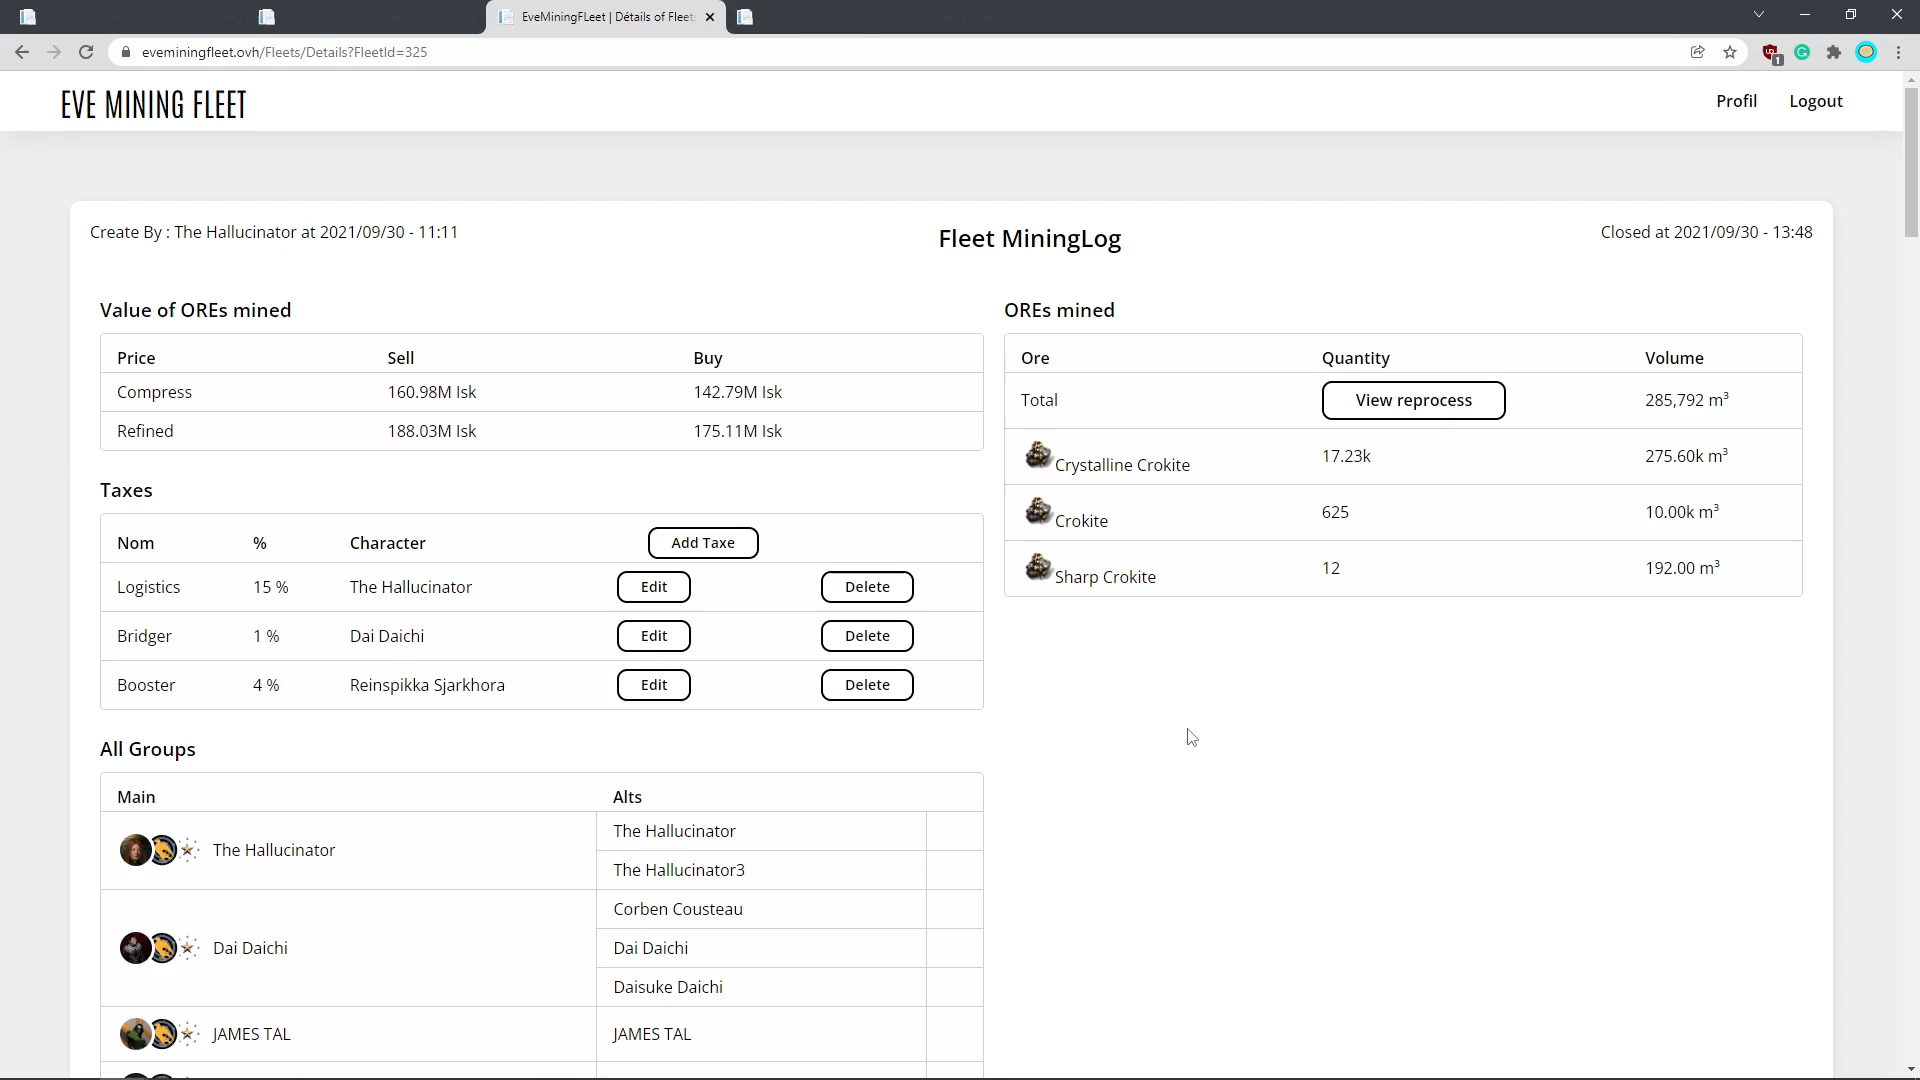 EveMiningFLeet | Détails of Fleet
eveminingfleet.ovh/Fleets/Details?FleetId=325
1
EVE MINING FLEET
Profil
Logout
Create By : The Hallucinator at 2021/09/30 - 11:11
Fleet MiningLog
Closed at 2021/09/30 - 13:48
Value of OREs mined
Price Sell Buy
Compress 160.98M Isk 142.79M Isk
Refined 188.03M Isk 175.11M Isk
Taxes
Nom % Character Add Taxe
Logistics 15 % The Hallucinator Edit Delete
Bridger 1 % Dai Daichi Edit Delete
Booster 4 % Reinspikka Sjarkhora Edit Delete
All Groups
Main Alts
The Hallucinator
The Hallucinator
The Hallucinator3
Dai Daichi
Corben Cousteau
Dai Daichi
Daisuke Daichi
JAMES TAL
JAMES TAL
OREs mined
Ore Quantity Volume
Total View reprocess 285,792 m³
Crystalline Crokite 17.23k 275.60k m³
Crokite 625 10.00k m³
Sharp Crokite 12 192.00 m³